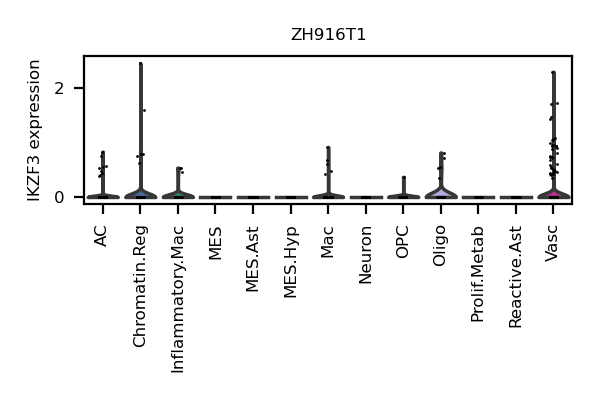 ZH916T1
IKZF3 expression
2
0
AC
Chromatin.Reg
Inflammatory.Mac
MES
MES.Ast
MES.Hyp
Mac
Neuron
OPC
Oligo
Prolif.Metab
Reactive.Ast
Vasc